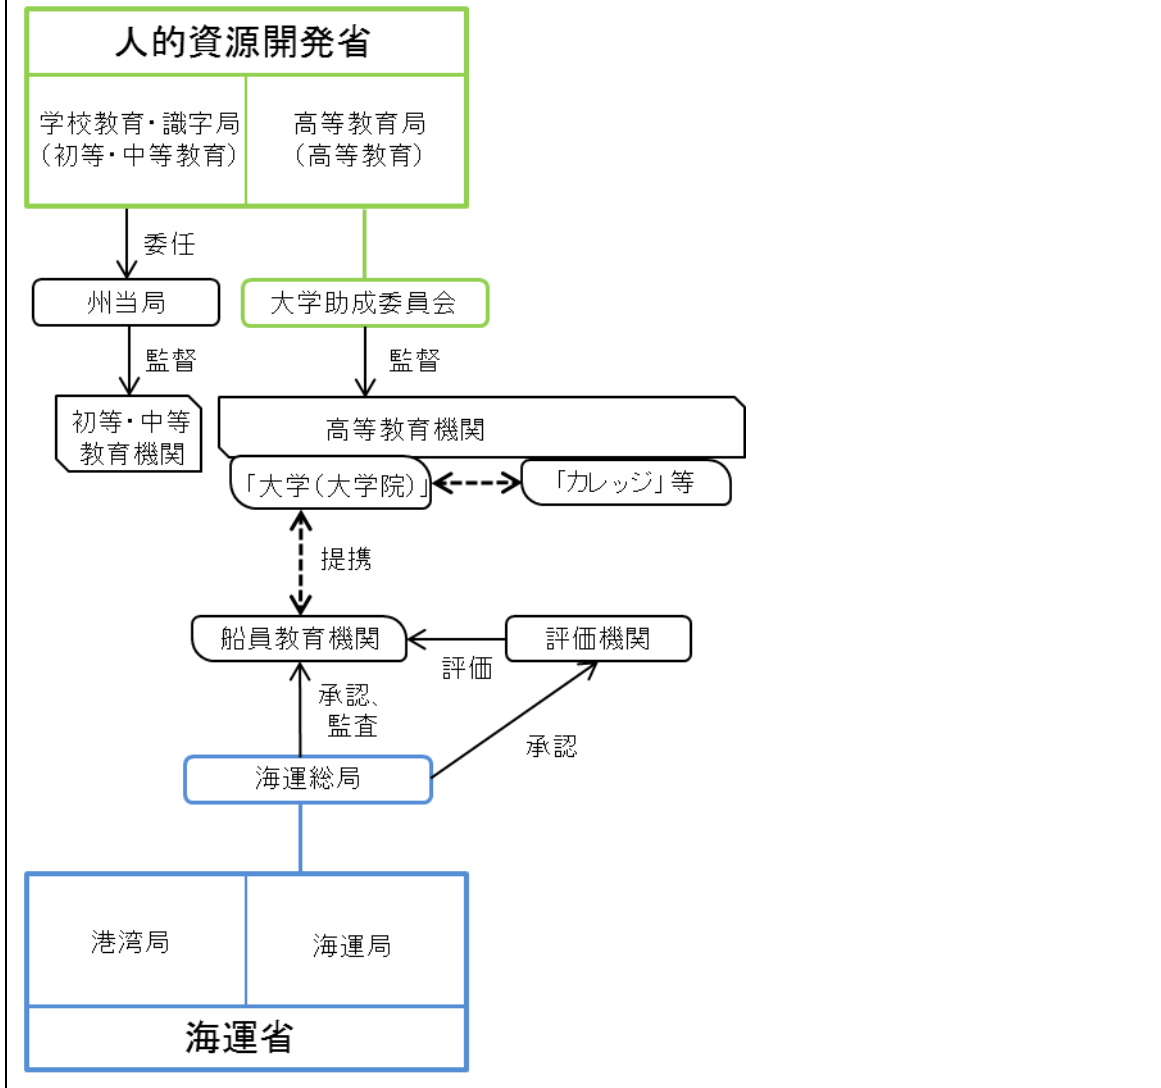 人的資源開発省
学校教育・識字局
(初等・中等教育)
高等教育局
(高等教育)
委任
州当局
大学助成委員会
監督
監督
初等・中等
教育機関
高等教育機関
「大学(大学院)」
「カレッジ」等
提携
船員教育機関
評価機関
評価
承認、
監査
承認
海運総局
港湾局
海運局
海運省